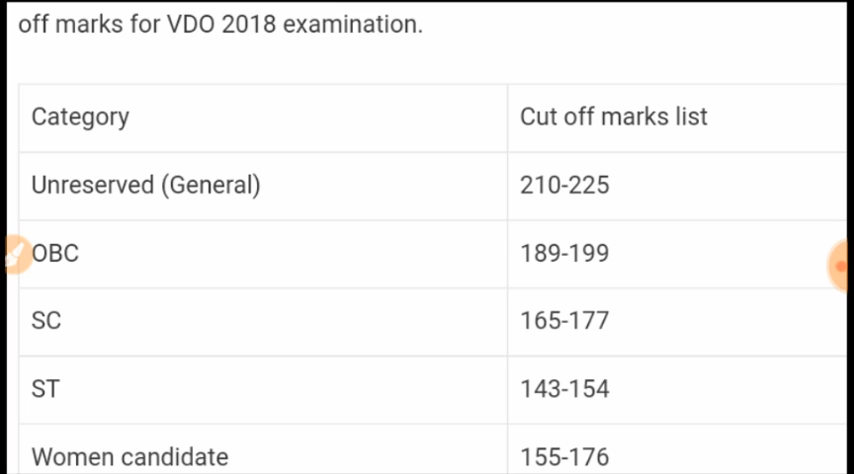 off marks for VDO 2018 examination.
Category Cut off marks list
Unreserved (General) 210-225
OBC 189-199
SC 165-177
ST 143-154
Women candidate 155-176